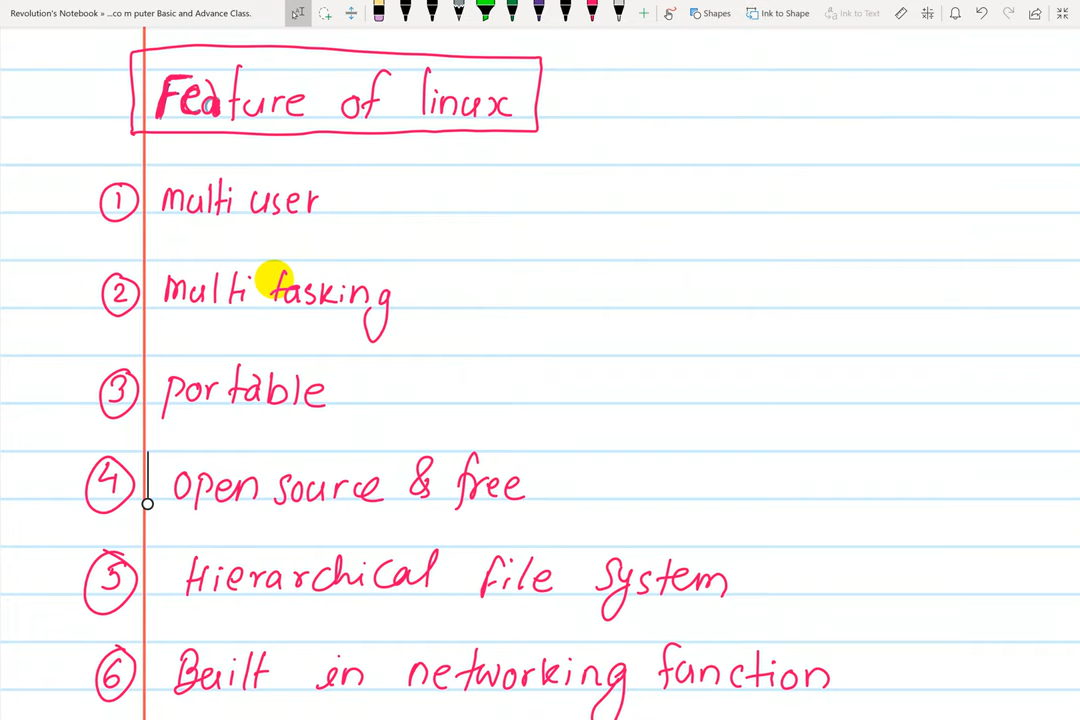 Revolution's Notebook » ...co m puter Basic and Advance Class.
Shapes Ink to Shape Ink to Text
Feature of linux
1 multi user
2 multi tasking
3 portable
4 open source & free
5 Hierarchical file system
6 Built in networking function